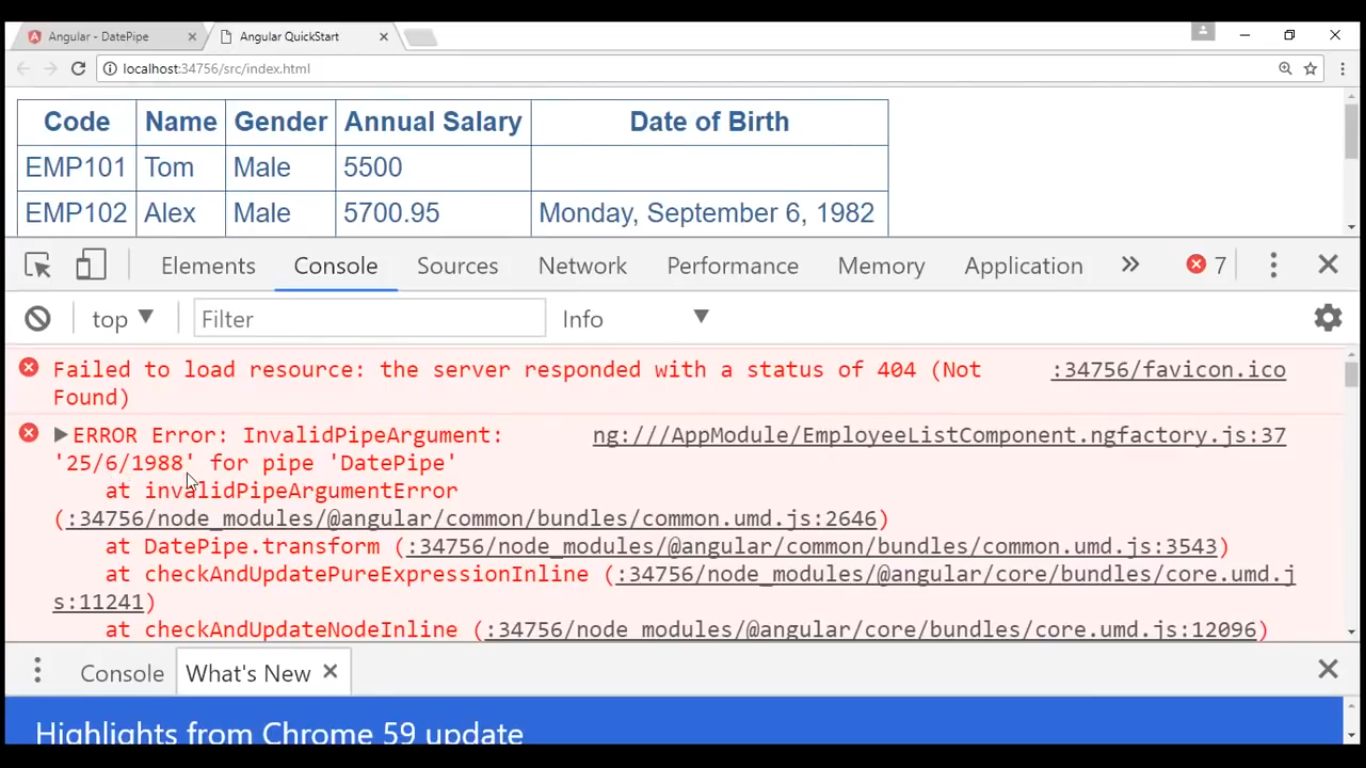 Angular - DatePipe
Angular QuickStart
localhost:34756/src/index.html
Code Name Gender Annual Salary Date of Birth
EMP101 Tom Male 5500
EMP102 Alex Male 5700.95 Monday, September 6, 1982
Elements Console Sources Network Performance Memory Application » 7
top Filter Info
Failed to load resource: the server responded with a status of 404 (Not :34756/favicon.ico
Found)
ERROR Error: InvalidPipeArgument: ng:///AppModule/EmployeeListComponent.ngfactory.js:37
'25/6/1988' for pipe 'DatePipe'
at invalidPipeArgumentError
(:34756/node_modules/@angular/common/bundles/common.umd.js:2646)
at DatePipe.transform (:34756/node_modules/@angular/common/bundles/common.umd.js:3543)
at checkAndUpdatePureExpressionInline (:34756/node_modules/@angular/core/bundles/core.umd.j
s:11241)
at checkAndUpdateNodeInline (:34756/node_modules/@angular/core/bundles/core.umd.js:12096)
Console What's New
Highlights from Chrome 59 update